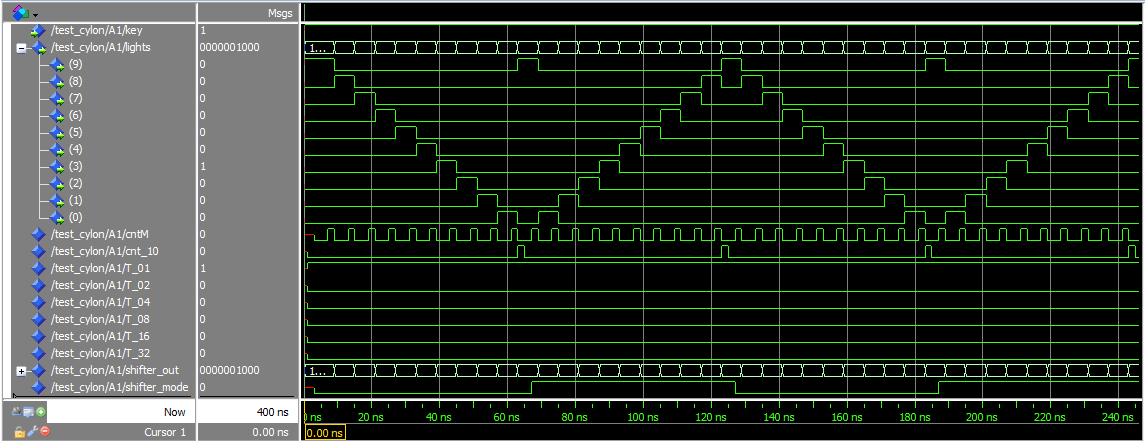 Msgs
/test_cylon/A1/key 1
/test_cylon/A1/lights 0000001000 1...
(9) 0
(8) 0
(7) 0
(6) 0
(5) 0
(4) 0
(3) 1
(2) 0
(1) 0
(0) 0
/test_cylon/A1/cntM 0
/test_cylon/A1/cnt_10 0
/test_cylon/A1/T_01 1
/test_cylon/A1/T_02 0
/test_cylon/A1/T_04 0
/test_cylon/A1/T_08 0
/test_cylon/A1/T_16 0
/test_cylon/A1/T_32 0
/test_cylon/A1/shifter_out 0000001000 1...
/test_cylon/A1/shifter_mode 0
Now 400 ns ns 20 ns 40 ns 60 ns 80 ns 100 ns 120 ns 140 ns 160 ns 180 ns 200 ns 220 ns 240 ns
Cursor 1 0.00 ns 0.00 ns